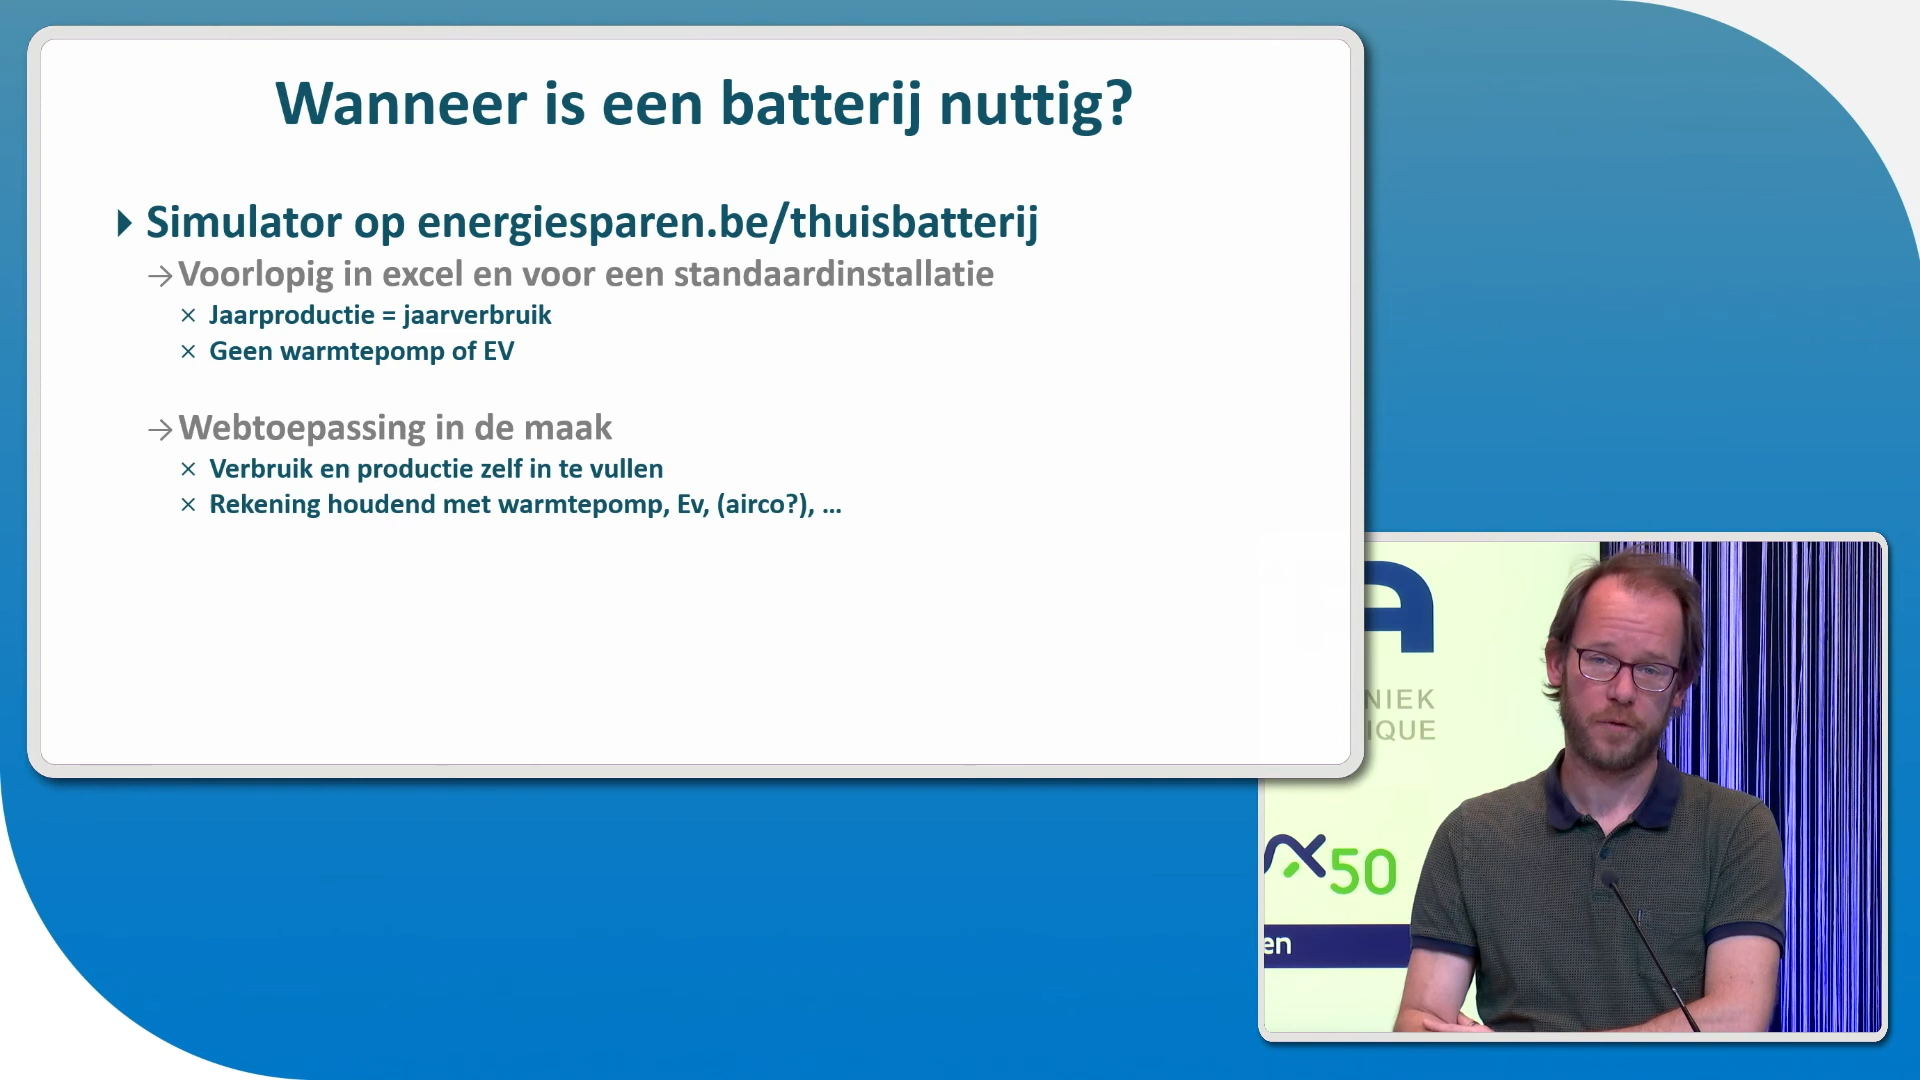 Wanneer is een batterij nuttig?
Simulator op energiesparen.be/thuisbatterij
→Voorlopig in excel en voor een standaardinstallatie
× Jaarproductie = jaarverbruik
× Geen warmtepomp of EV
→Webtoepassing in de maak
× Verbruik en productie zelf in te vullen
× Rekening houdend met warmtepomp, Ev, (airco?), ...
NIEK
IQUE
50
en